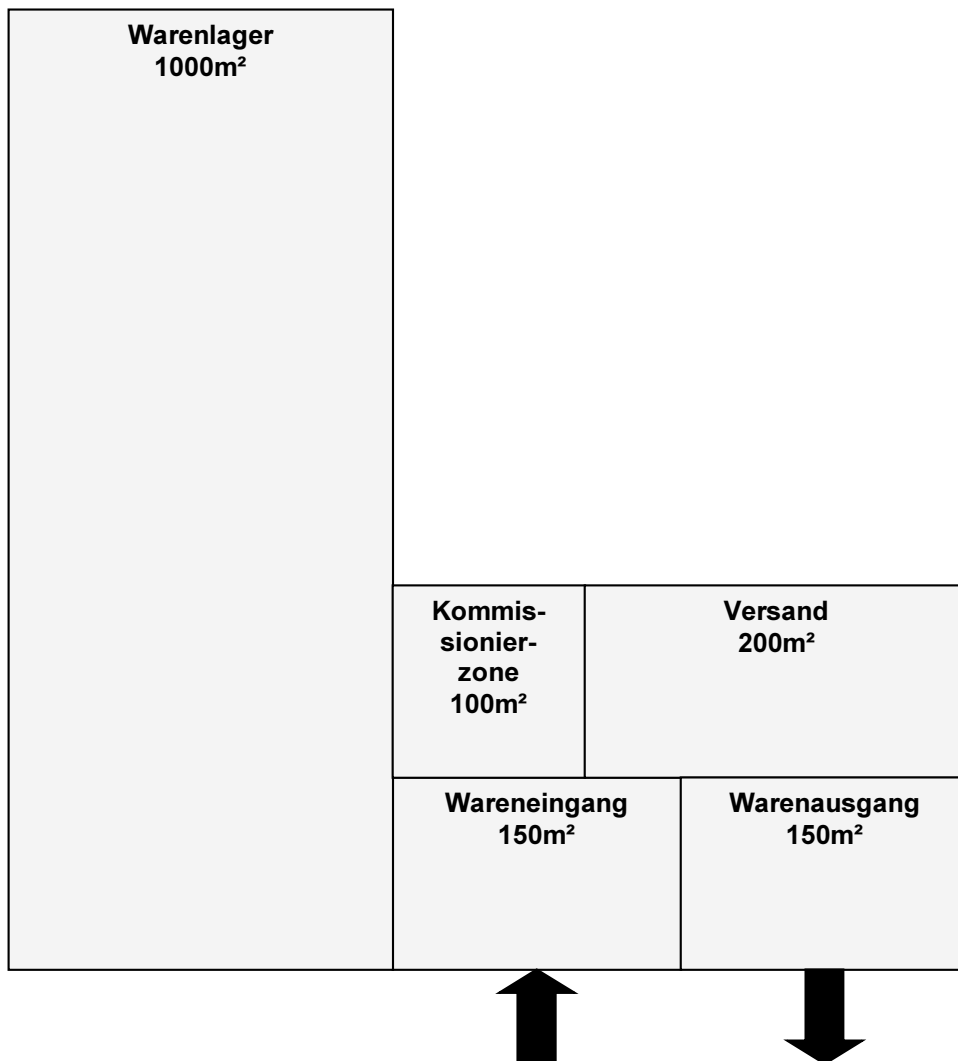 Warenlager
1000m²
Kommis-
sionier-
zone
100m²
Versand
200m²
Wareneingang
150m²
Warenausgang
150m²